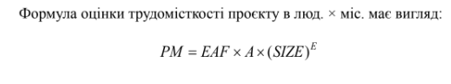 Формула оцінки трудомісткості проєкту в люд. × міс. має вигляд:
PM = EAF × A × (SIZE)^E